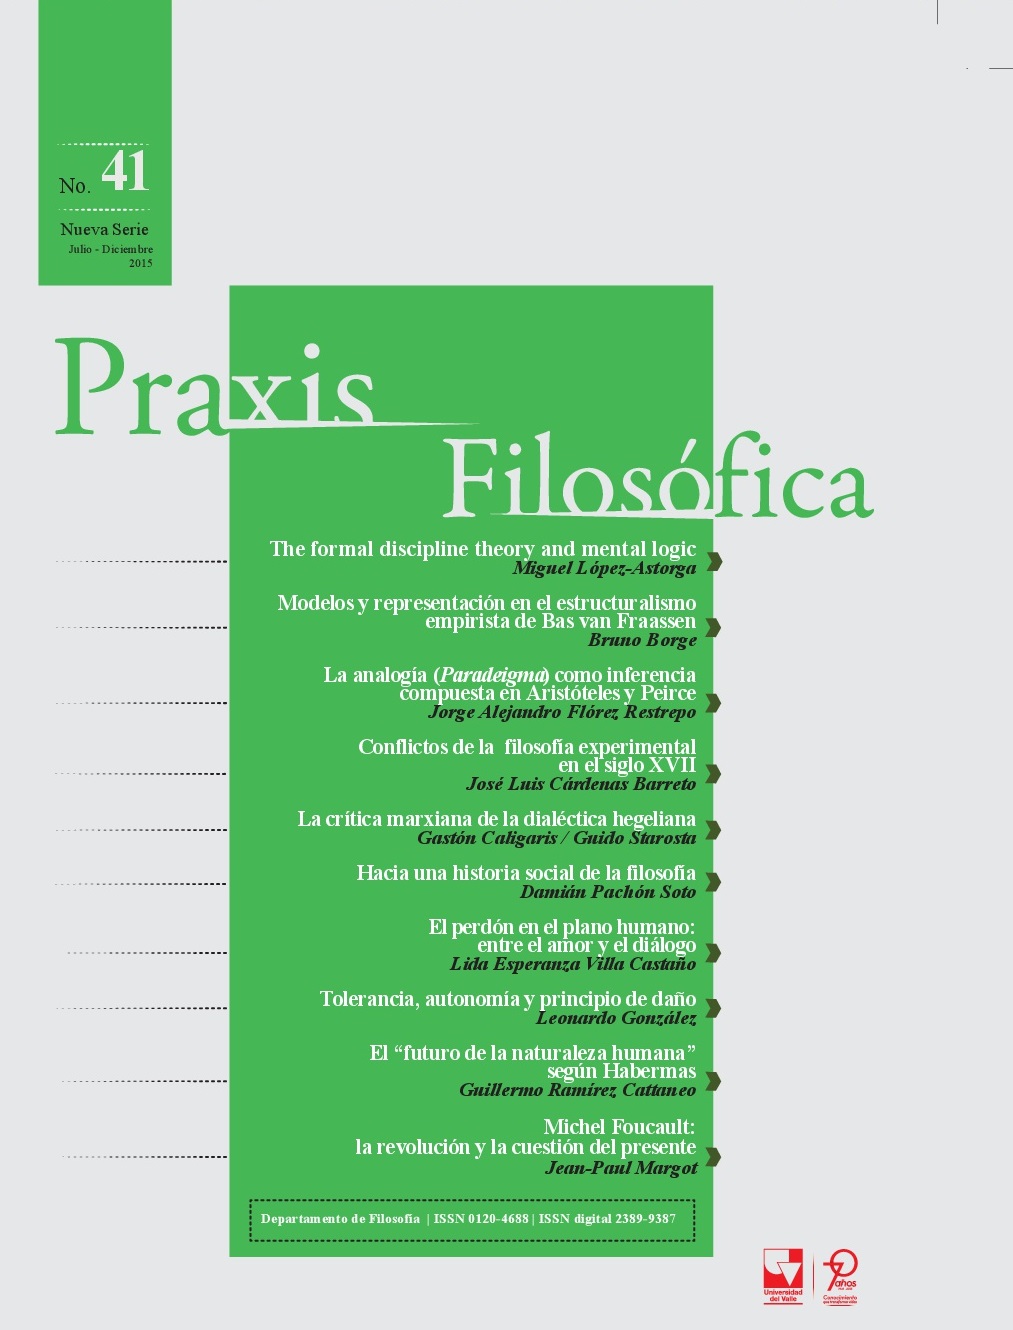 No. 41
Nueva Serie
Julio - Diciembre
2015
Praxis
Filosófica
The formal discipline theory and mental logic
Miguel López-Astorga
Modelos y representación en el estructuralismo
empirista de Bas van Fraassen
Bruno Borge
La analogía (Paradeigma) como inferencia
compuesta en Aristóteles y Peirce
Jorge Alejandro Flórez Restrepo
Conflictos de la filosofía experimental
en el siglo XVII
José Luis Cárdenas Barreto
La crítica marxiana de la dialéctica hegeliana
Gastón Caligaris / Guido Starosta
Hacia una historia social de la filosofía
Damián Pachón Soto
El perdón en el plano humano:
entre el amor y el diálogo
Lida Esperanza Villa Castaño
Tolerancia, autonomía y principio de daño
Leonardo González
El “futuro de la naturaleza humana”
según Habermas
Guillermo Ramírez Cattaneo
Michel Foucault:
la revolución y la cuestión del presente
Jean-Paul Margot
Departamento de Filosofía | ISSN 0120-4688 | ISSN digital 2389-9387
Universidad
del Valle
70
años
Conocimiento